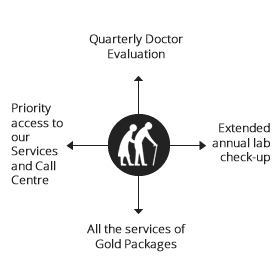 Quarterly Doctor
Evaluation
Priority
access to
our
Services
and Call
Centre
Extended
annual lab
check-up
All the services of
Gold Packages